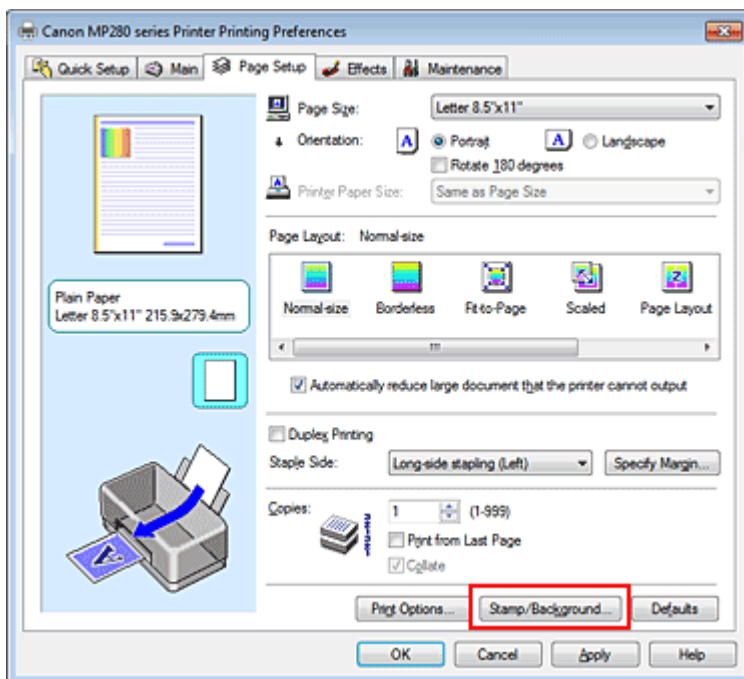 Canon MP280 series Printer Printing Preferences
Quick Setup Main Page Setup Effects Maintenance
Page Size: Letter 8.5"x11"
Orientation: A Portrait A Landscape
Rotate 180 degrees
Printer Paper Size: Same as Page Size
Page Layout: Normal-size
Normal-size Borderless Fit-to-Page Scaled Page Layout
Plain Paper
Letter 8.5"x11" 215.9x279.4mm
Automatically reduce large document that the printer cannot output
Duplex Printing
Staple Side: Long-side stapling (Left) Specify Margin...
Copies: 1 (1-999)
Print from Last Page
Collate
Print Options... Stamp/Background... Defaults
OK Cancel Apply Help